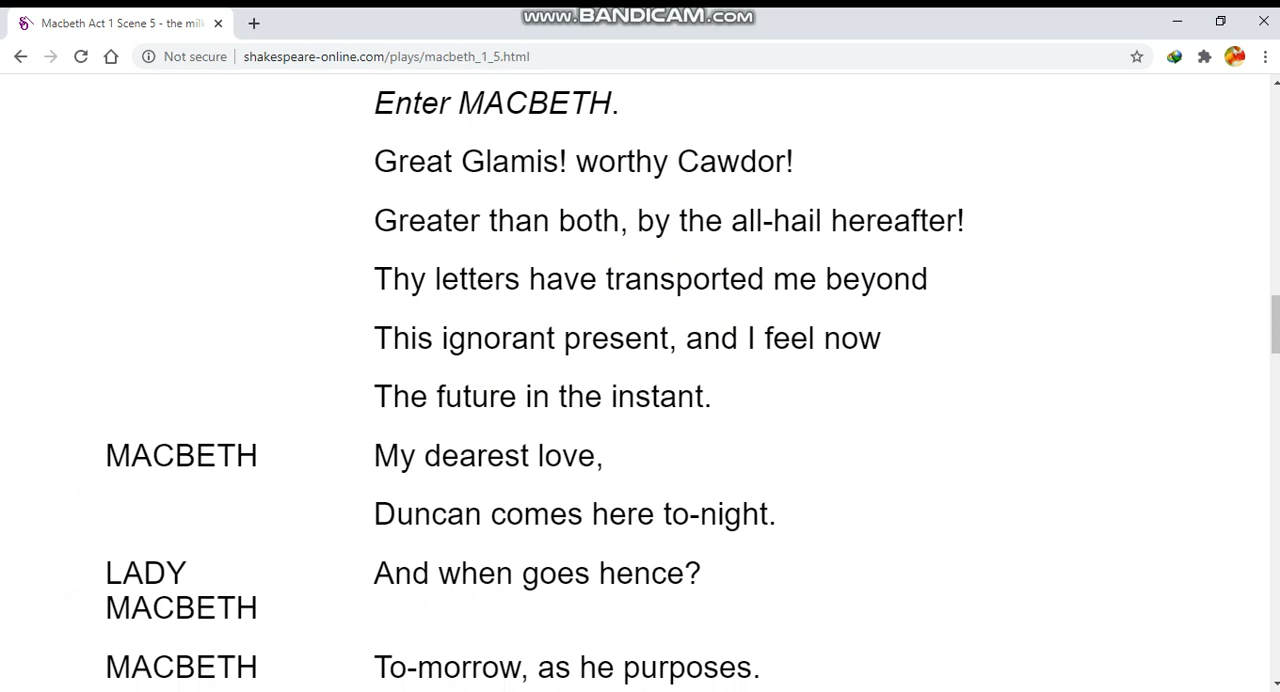 www.BANDICAM.com
Macbeth Act 1 Scene 5 - the milk
Not secure shakespeare-online.com/plays/macbeth_1_5.html
Enter MACBETH.
Great Glamis! worthy Cawdor!
Greater than both, by the all-hail hereafter!
Thy letters have transported me beyond
This ignorant present, and I feel now
The future in the instant.
MACBETH My dearest love,
Duncan comes here to-night.
LADY And when goes hence?
MACBETH
MACBETH To-morrow, as he purposes.